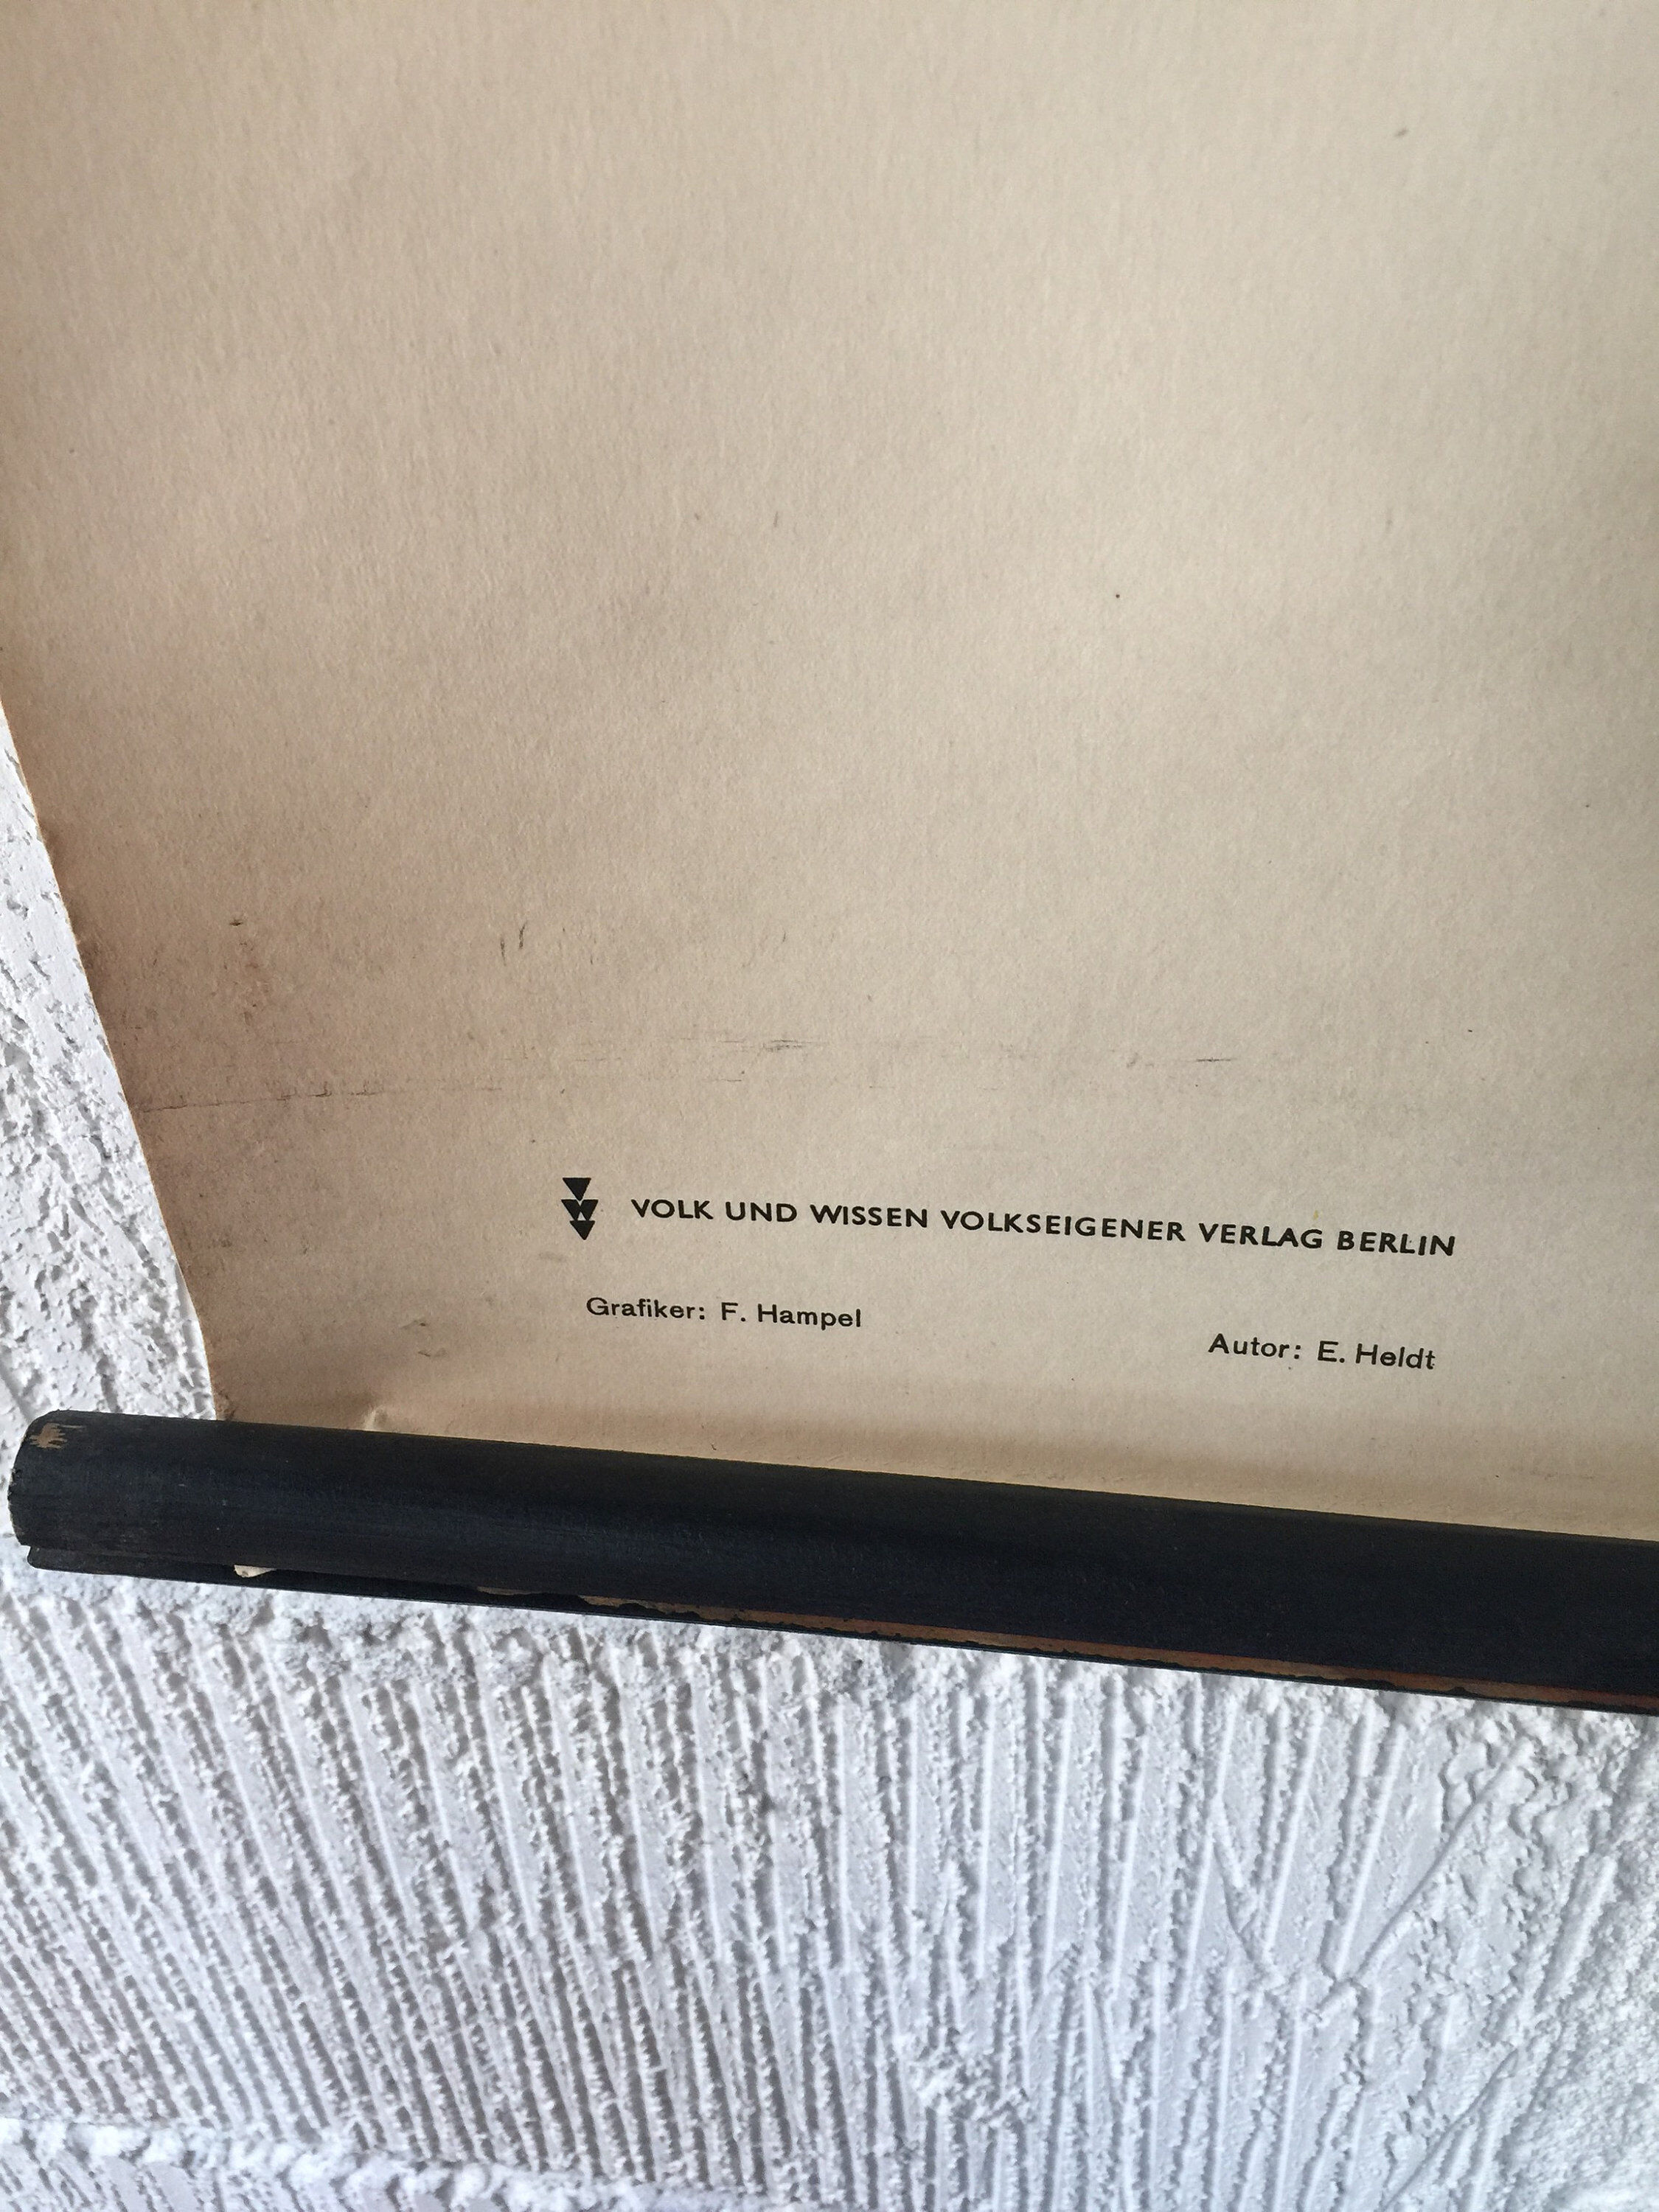 VOLK UND WISSEN VOLKSEIGENER VERLAG BERLIN
Grafiker: F. Hampel
Autor: E. Heldt